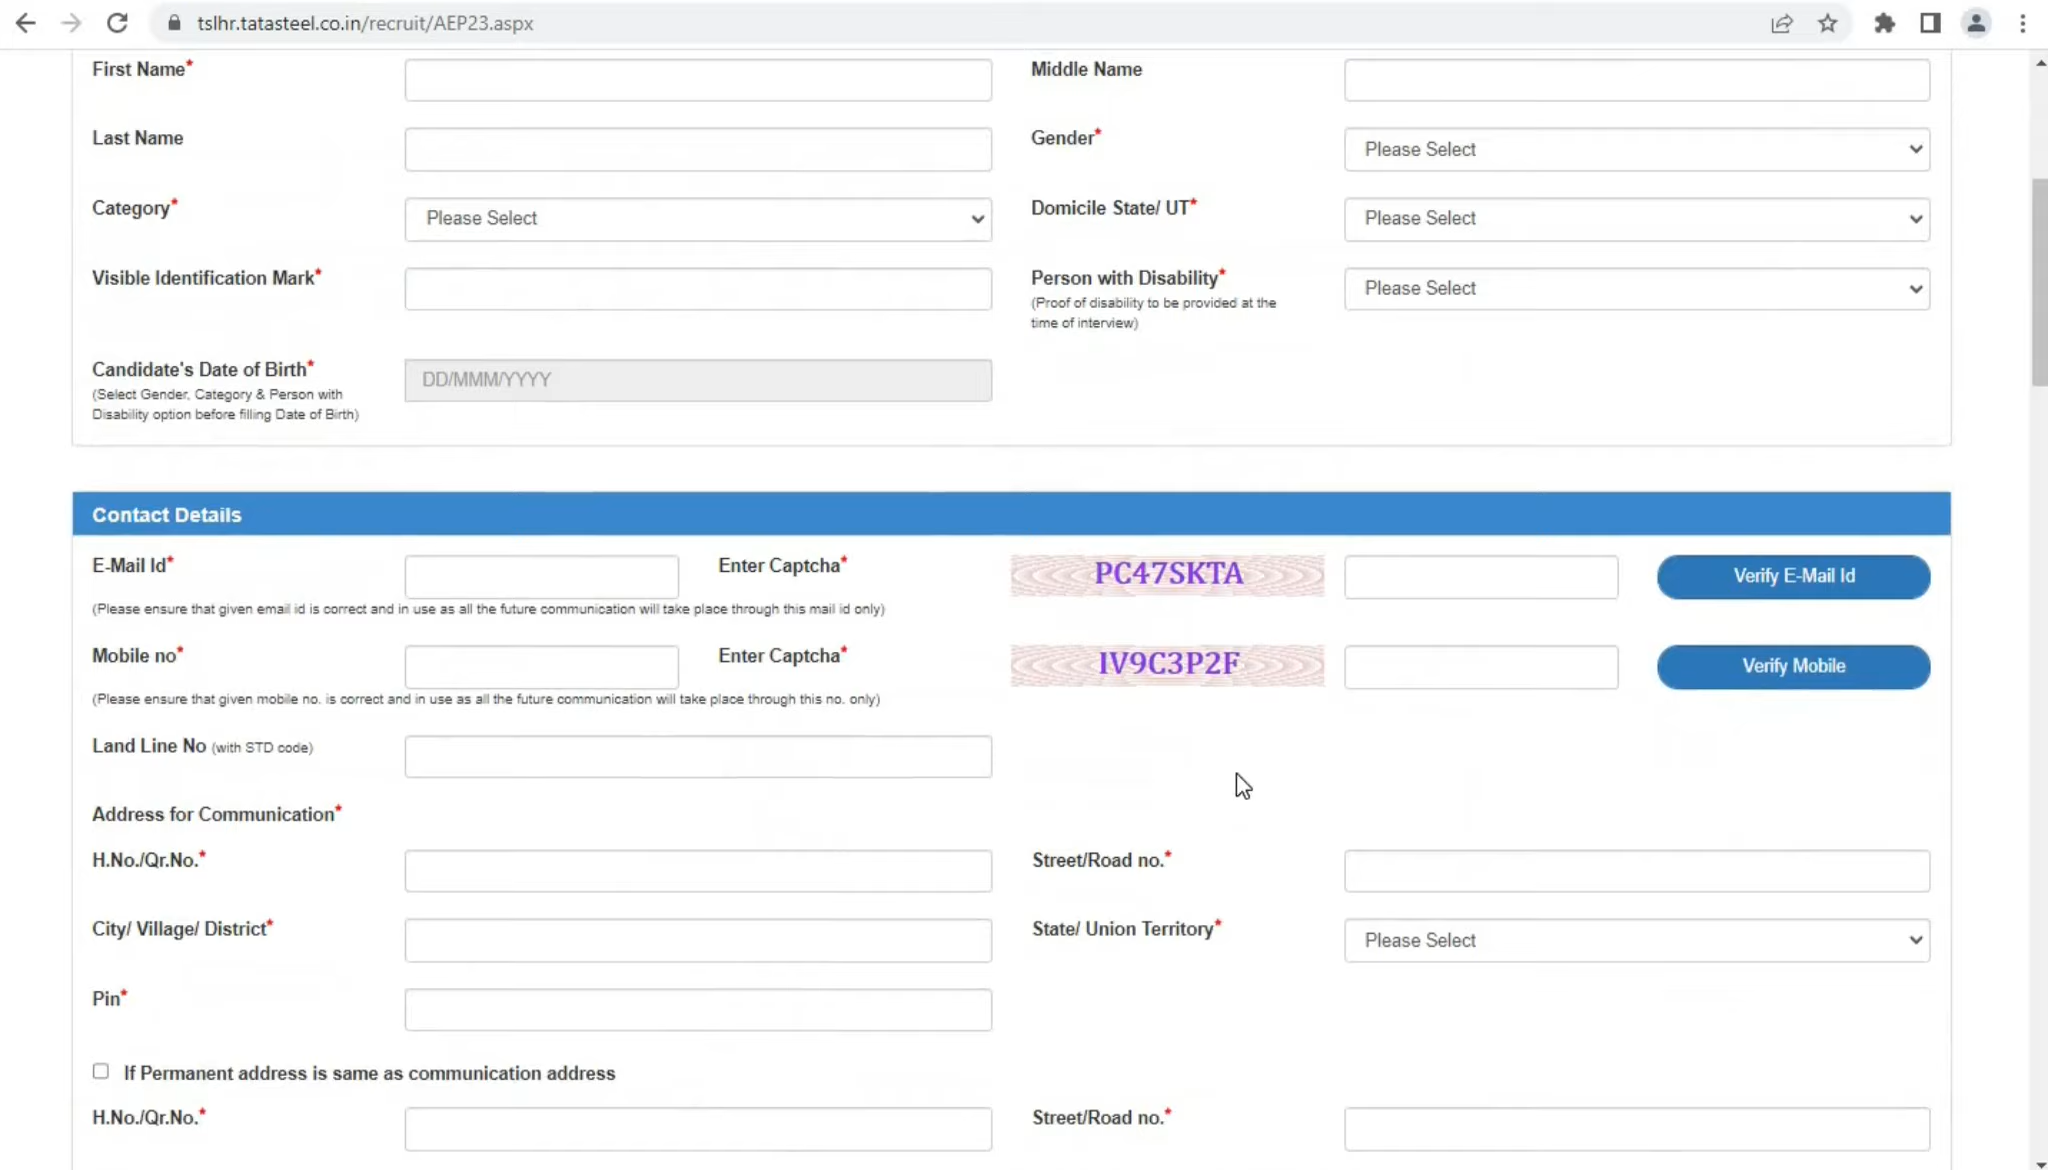 tslhr.tatasteel.co.in/recruit/AEP23.aspx
First Name*
Middle Name
Last Name
Gender*
Please Select
Category*
Please Select
Domicile State/ UT*
Please Select
Visible Identification Mark*
Person with Disability*
(Proof of disability to be provided at the
time of interview)
Please Select
Candidate's Date of Birth*
(Select Gender, Category & Person with
Disability option before filling Date of Birth)
DD/MMM/YYYY
Contact Details
E-Mail Id*
Enter Captcha*
PC47SKTA
Verify E-Mail Id
(Please ensure that given email id is correct and in use as all the future communication will take place through this mail id only)
Mobile no*
Enter Captcha*
IV9C3P2F
Verify Mobile
(Please ensure that given mobile no. is correct and in use as all the future communication will take place through this no. only)
Land Line No (with STD code)
Address for Communication*
H.No./Qr.No.*
Street/Road no.*
City/ Village/ District*
State/ Union Territory*
Please Select
Pin*
If Permanent address is same as communication address
H.No./Qr.No.*
Street/Road no.*